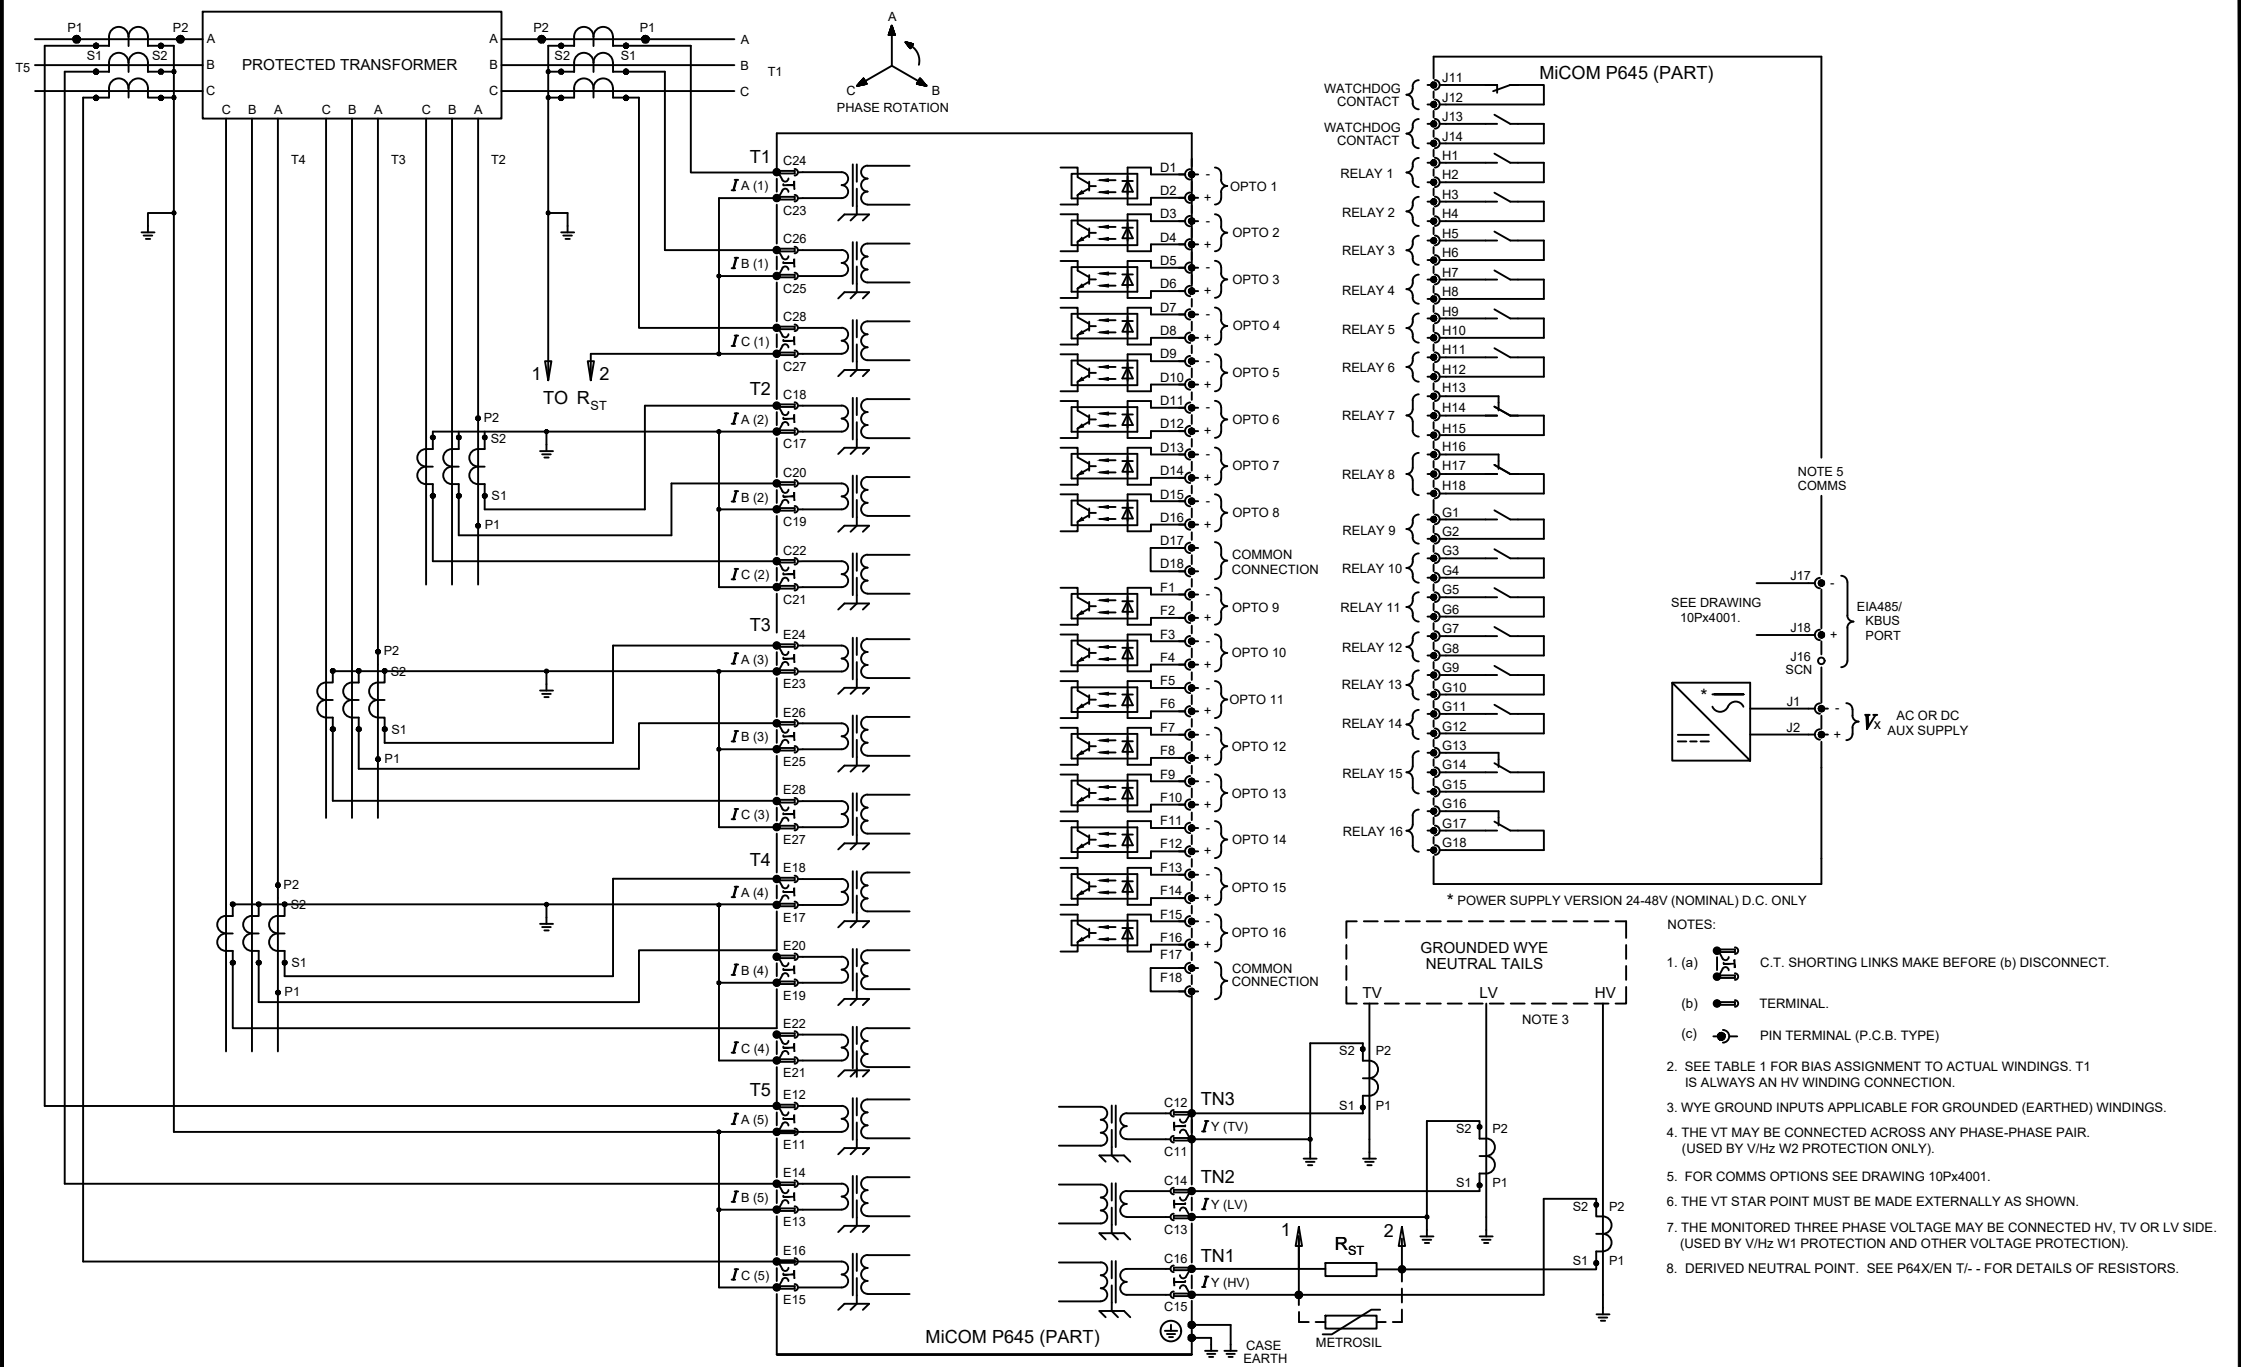 P1
P2
A
S1
S2
B
C
T5
PROTECTED TRANSFORMER
A
B
C
P2
P1
S2
S1
A
B
C
T1
C B A
C B A
C B A
T4
T3
T2
A
C
B
PHASE ROTATION
1
2
TO RST
T1
C24
IA (1)
C23
C26
IB (1)
C25
C28
IC (1)
C27
T2
C18
IA (2)
C17
C20
IB (2)
C19
C22
IC (2)
C21
P2
S2
S1
P1
T3
E24
IA (3)
E23
E26
IB (3)
E25
E28
IC (3)
E27
P2
S2
S1
P1
T4
E18
IA (4)
E17
E20
IB (4)
E19
E22
IC (4)
E21
P2
S2
S1
P1
T5
E12
IA (5)
E11
E14
IB (5)
E13
E16
IC (5)
E15
D1 -
D2 +
OPTO 1
D3 -
D4 +
OPTO 2
D5 -
D6 +
OPTO 3
D7 -
D8 +
OPTO 4
D9 -
D10 +
OPTO 5
D11 -
D12 +
OPTO 6
D13 -
D14 +
OPTO 7
D15 -
D16 +
OPTO 8
D17
D18
COMMON
CONNECTION
F1 -
F2 +
OPTO 9
F3 -
F4 +
OPTO 10
F5 -
F6 +
OPTO 11
F7 -
F8 +
OPTO 12
F9 -
F10 +
OPTO 13
F11 -
F12 +
OPTO 14
F13 -
F14 +
OPTO 15
F15 -
F16 +
OPTO 16
F17
F18
COMMON
CONNECTION
C12
TN3
IY (TV)
C11
C14
TN2
IY (LV)
C13
C16
TN1
IY (HV)
C15
MiCOM P645 (PART)
CASE
EARTH
MiCOM P645 (PART)
WATCHDOG
CONTACT
J11
J12
WATCHDOG
CONTACT
J13
J14
RELAY 1
H1
H2
RELAY 2
H3
H4
RELAY 3
H5
H6
RELAY 4
H7
H8
RELAY 5
H9
H10
RELAY 6
H11
H12
RELAY 7
H13
H14
H15
RELAY 8
H16
H17
H18
RELAY 9
G1
G2
RELAY 10
G3
G4
RELAY 11
G5
G6
RELAY 12
G7
G8
RELAY 13
G9
G10
RELAY 14
G11
G12
RELAY 15
G13
G14
G15
RELAY 16
G16
G17
G18
NOTE 5
COMMS
SEE DRAWING
10Px4001.
J17 -
J18 +
J16
SCN
EIA485/
KBUS
PORT
*
J1 -
J2 +
Vx
AC OR DC
AUX SUPPLY
* POWER SUPPLY VERSION 24-48V (NOMINAL) D.C. ONLY
GROUNDED WYE
NEUTRAL TAILS
TV
LV
HV
NOTE 3
S2 P2
S1 P1
S2 P2
S1 P1
S2 P2
S1 P1
1
RST
2
METROSIL
NOTES:
1. (a) C.T. SHORTING LINKS MAKE BEFORE (b) DISCONNECT.
(b) TERMINAL.
(c) PIN TERMINAL (P.C.B. TYPE)
2. SEE TABLE 1 FOR BIAS ASSIGNMENT TO ACTUAL WINDINGS. T1
IS ALWAYS AN HV WINDING CONNECTION.
3. WYE GROUND INPUTS APPLICABLE FOR GROUNDED (EARTHED) WINDINGS.
4. THE VT MAY BE CONNECTED ACROSS ANY PHASE-PHASE PAIR.
(USED BY V/Hz W2 PROTECTION ONLY).
5. FOR COMMS OPTIONS SEE DRAWING 10Px4001.
6. THE VT STAR POINT MUST BE MADE EXTERNALLY AS SHOWN.
7. THE MONITORED THREE PHASE VOLTAGE MAY BE CONNECTED HV, TV OR LV SIDE.
(USED BY V/Hz W1 PROTECTION AND OTHER VOLTAGE PROTECTION).
8. DERIVED NEUTRAL POINT. SEE P64X/EN T/- - FOR DETAILS OF RESISTORS.